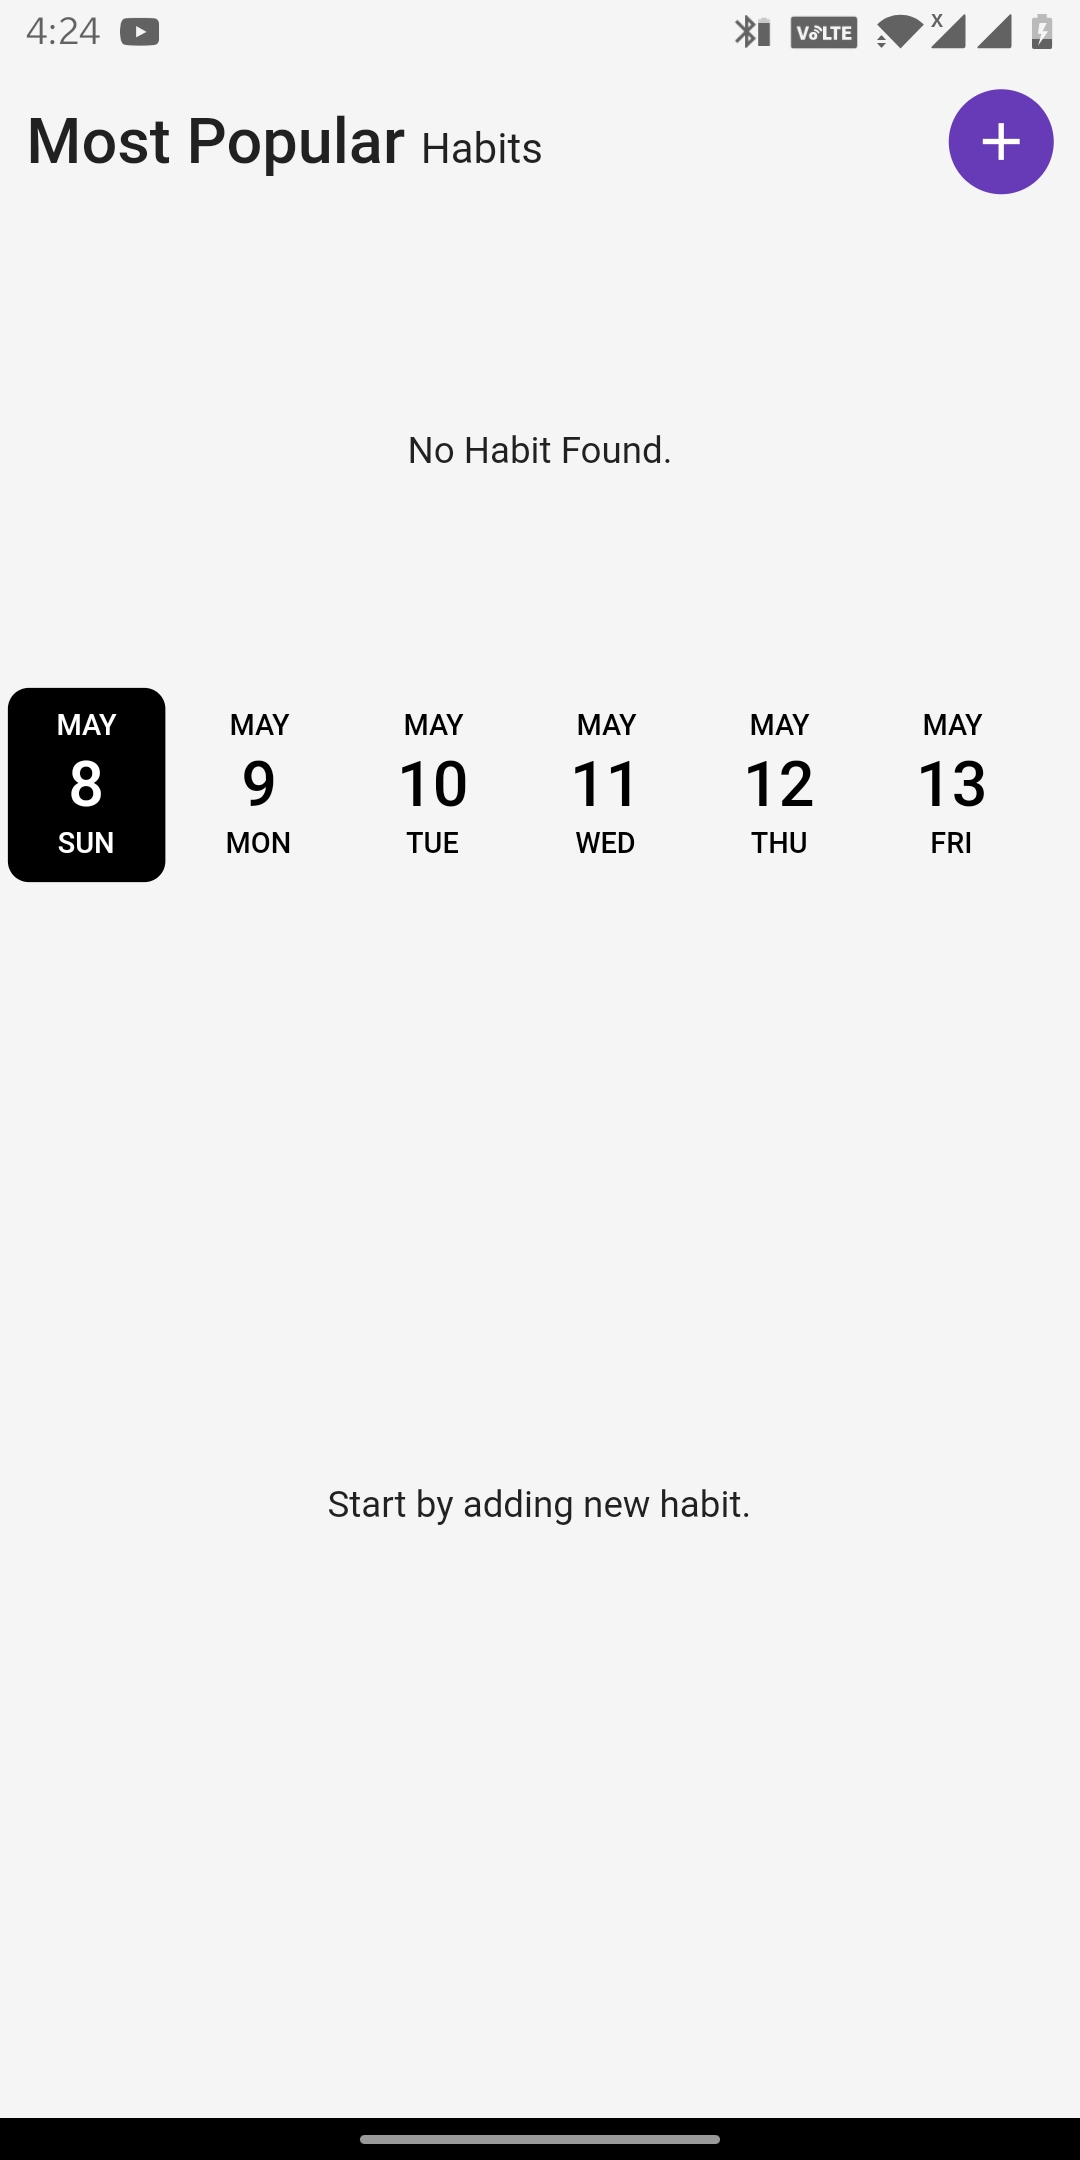 4:24 VoLTE X
Most Popular Habits
No Habit Found.
MAY MAY MAY MAY MAY MAY
8 9 10 11 12 13
SUN MON TUE WED THU FRI
Start by adding new habit.